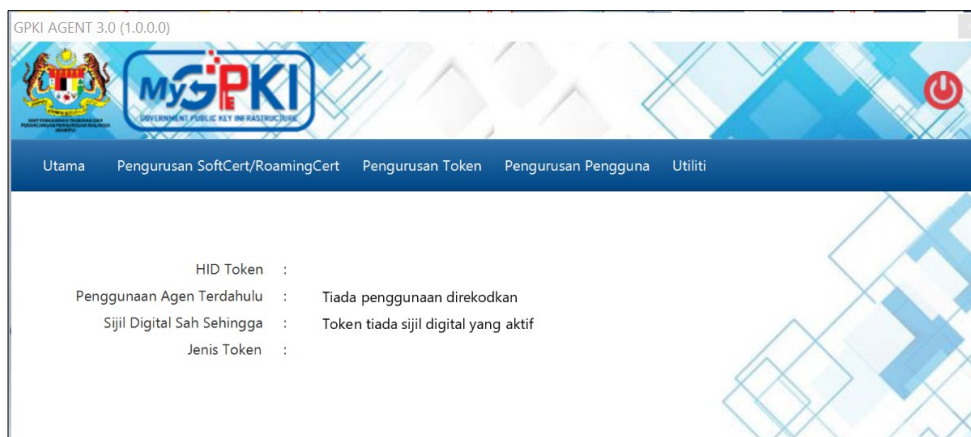 GPKI AGENT 3.0 (1.0.0.0)
MyGPKI
GOVERNMENT PUBLIC KEY INFRASTRUCTURE
Utama Pengurusan SoftCert/RoamingCert Pengurusan Token Pengurusan Pengguna Utiliti
HID Token :
Penggunaan Agen Terdahulu : Tiada penggunaan direkodkan
Sijil Digital Sah Sehingga : Token tiada sijil digital yang aktif
Jenis Token :